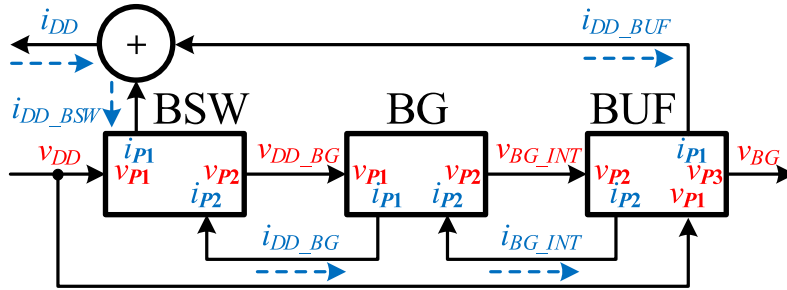 i_DD
+
i_DD_BUF
i_DD_BSW
BSW
BG
BUF
v_DD
i_P1
v_P1
v_P2
i_P2
v_DD_BG
v_P1
v_P2
i_P1
i_P2
v_BG_INT
i_P1
v_P2
v_P3
i_P2
v_P1
v_BG
i_DD_BG
i_BG_INT